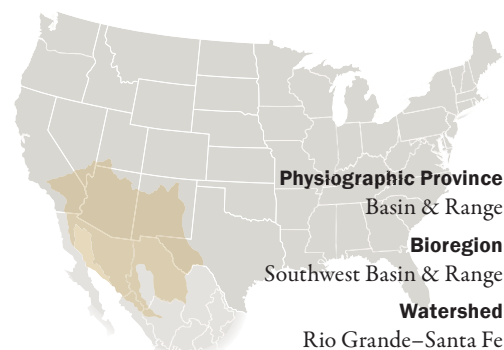 Physiographic Province
Basin & Range
Bioregion
Southwest Basin & Range
Watershed
Rio Grande–Santa Fe